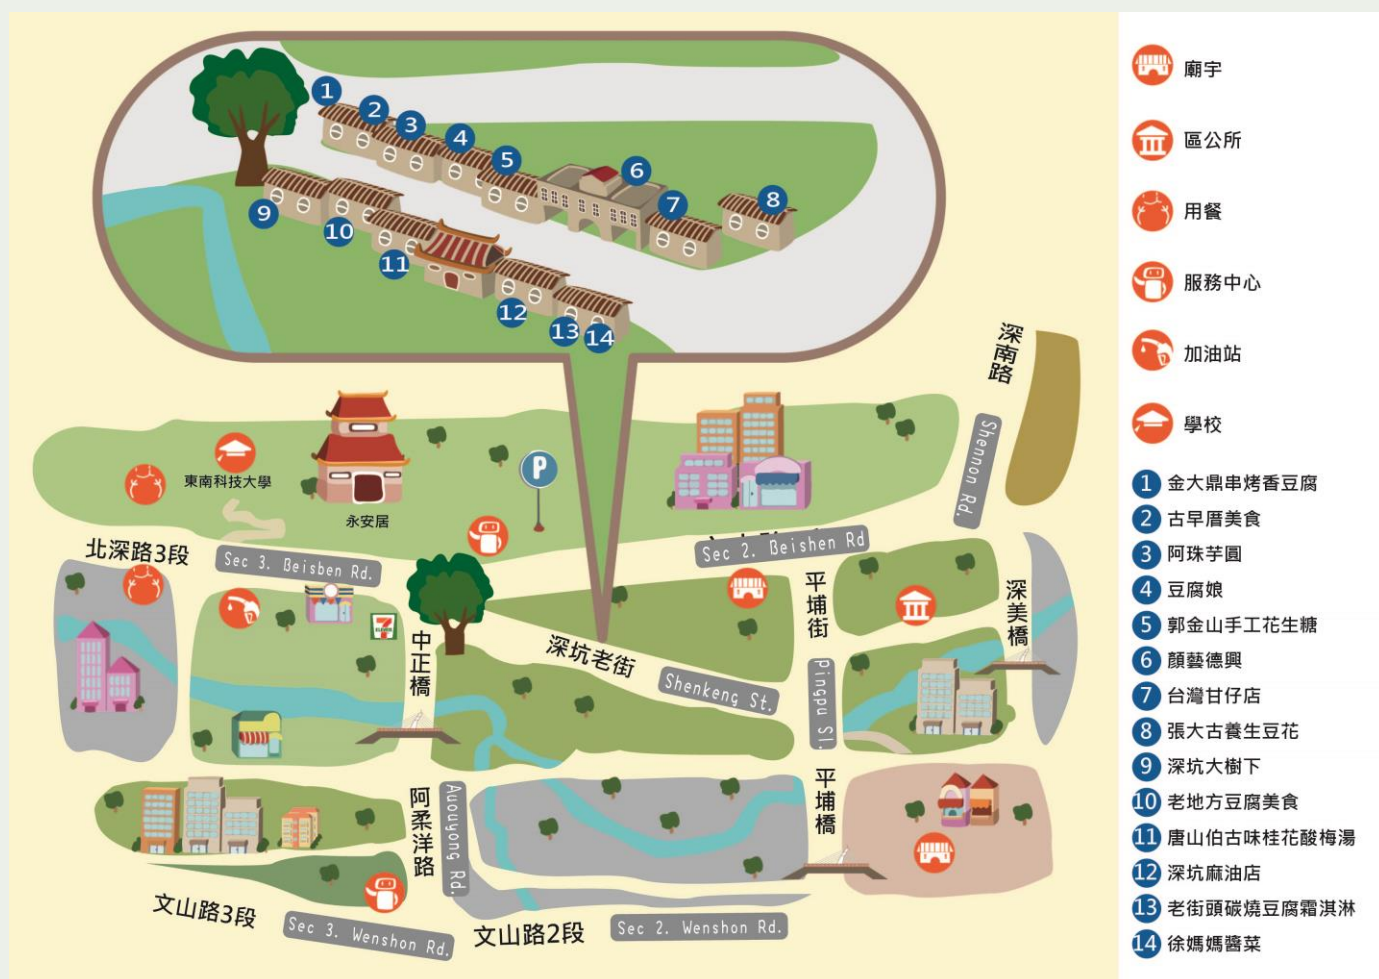 1
2
3
4
5
6
7
8
9
10
11
12
13
14
深南路
Shennon Rd.
P
東南科技大學
永安居
北深路3段
Sec 3. Beisben Rd.
Sec 2. Beishen Rd
7
ELEVEN
中正橋
深坑老街
Shenkeng St.
平埔街
Pingpu Sl.
深美橋
阿柔洋路
Auouyong Rd.
平埔橋
文山路3段
Sec 3. Wenshon Rd.
文山路2段
Sec 2. Wenshon Rd.
廟宇
區公所
用餐
服務中心
加油站
學校
1 金大鼎串烤香豆腐
2 古早厝美食
3 阿珠芋圓
4 豆腐娘
5 郭金山手工花生糖
6 顏藝德興
7 台灣甘仔店
8 張大古養生豆花
9 深坑大樹下
10 老地方豆腐美食
11 唐山伯古味桂花酸梅湯
12 深坑麻油店
13 老街頭碳燒豆腐霜淇淋
14 徐媽媽醬菜